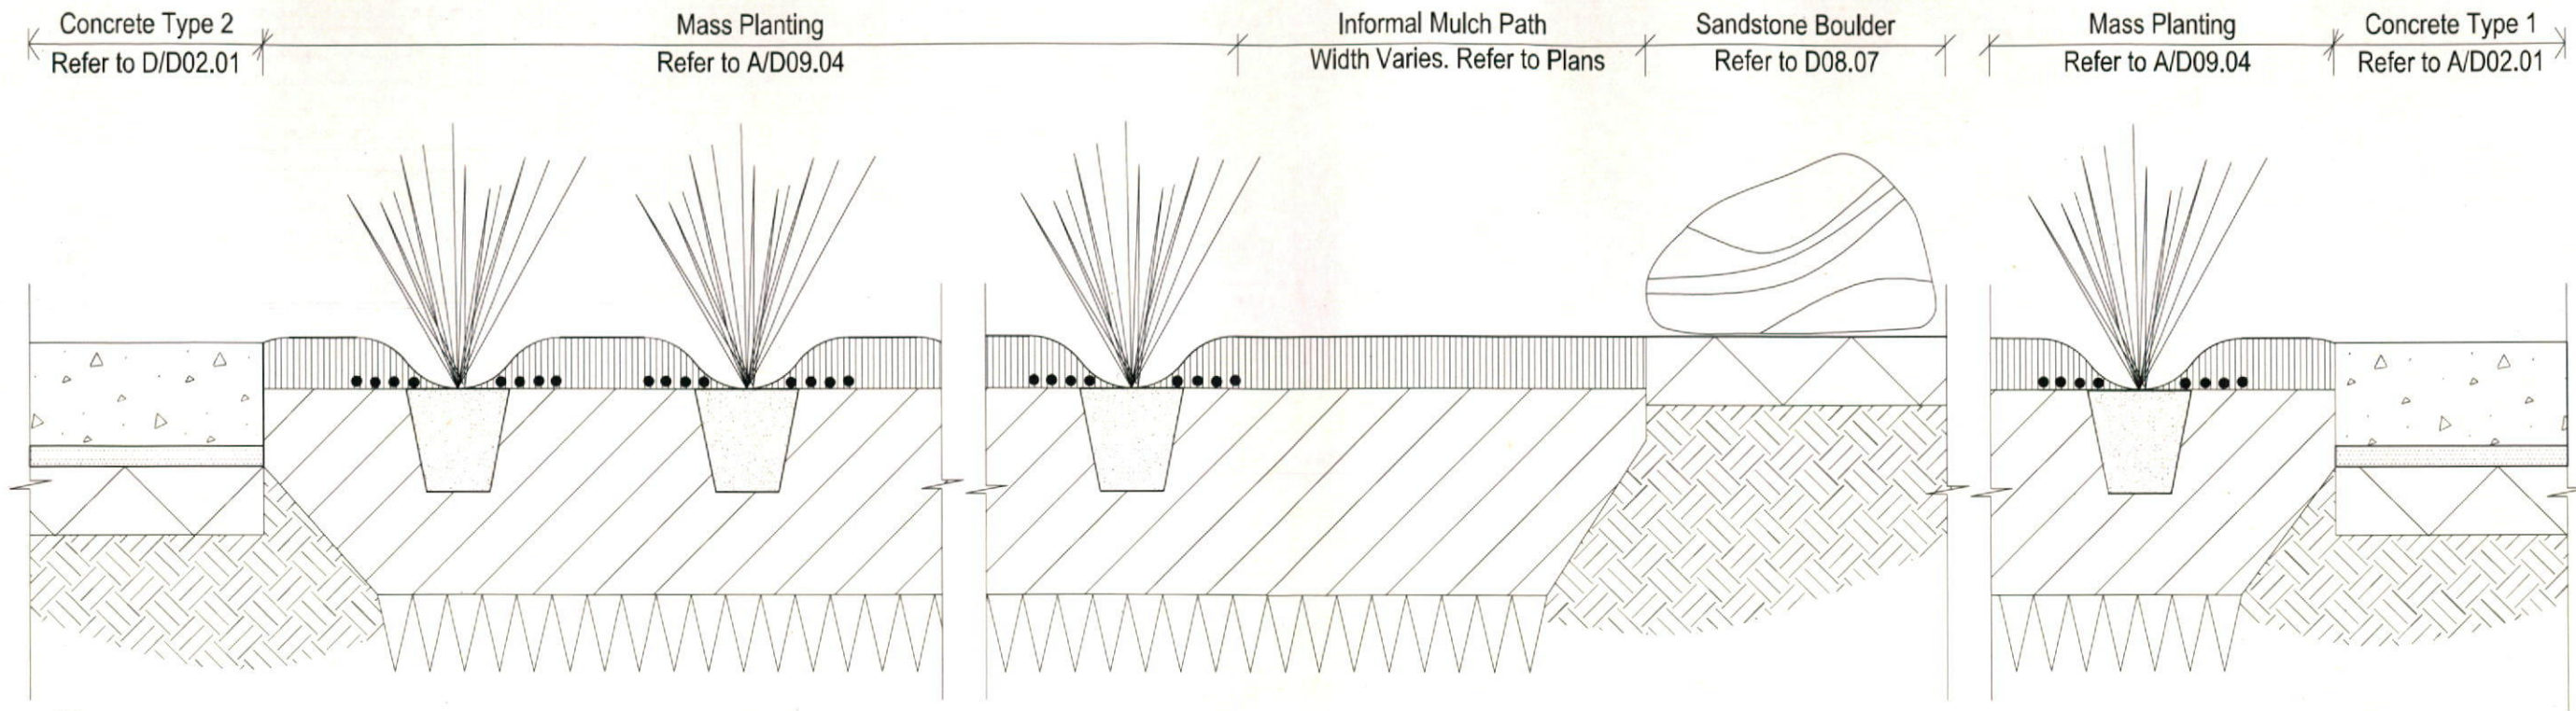 Concrete Type 2
Refer to D/D02.01
Mass Planting
Refer to A/D09.04
Informal Mulch Path
Width Varies. Refer to Plans
Sandstone Boulder
Refer to D08.07
Mass Planting
Refer to A/D09.04
Concrete Type 1
Refer to A/D02.01